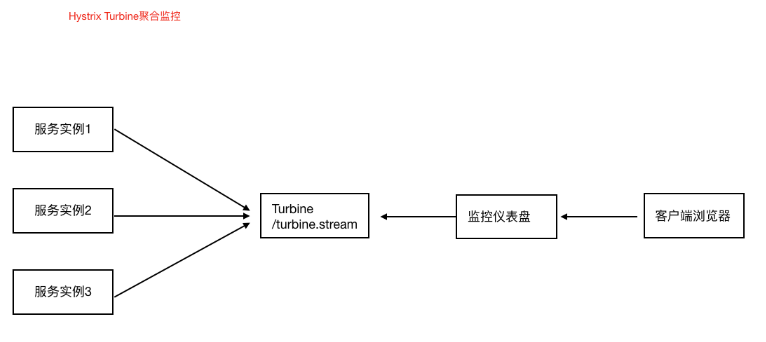 Hystrix Turbine聚合监控
服务实例1
服务实例2
服务实例3
Turbine
/turbine.stream
监控仪表盘
客户端浏览器